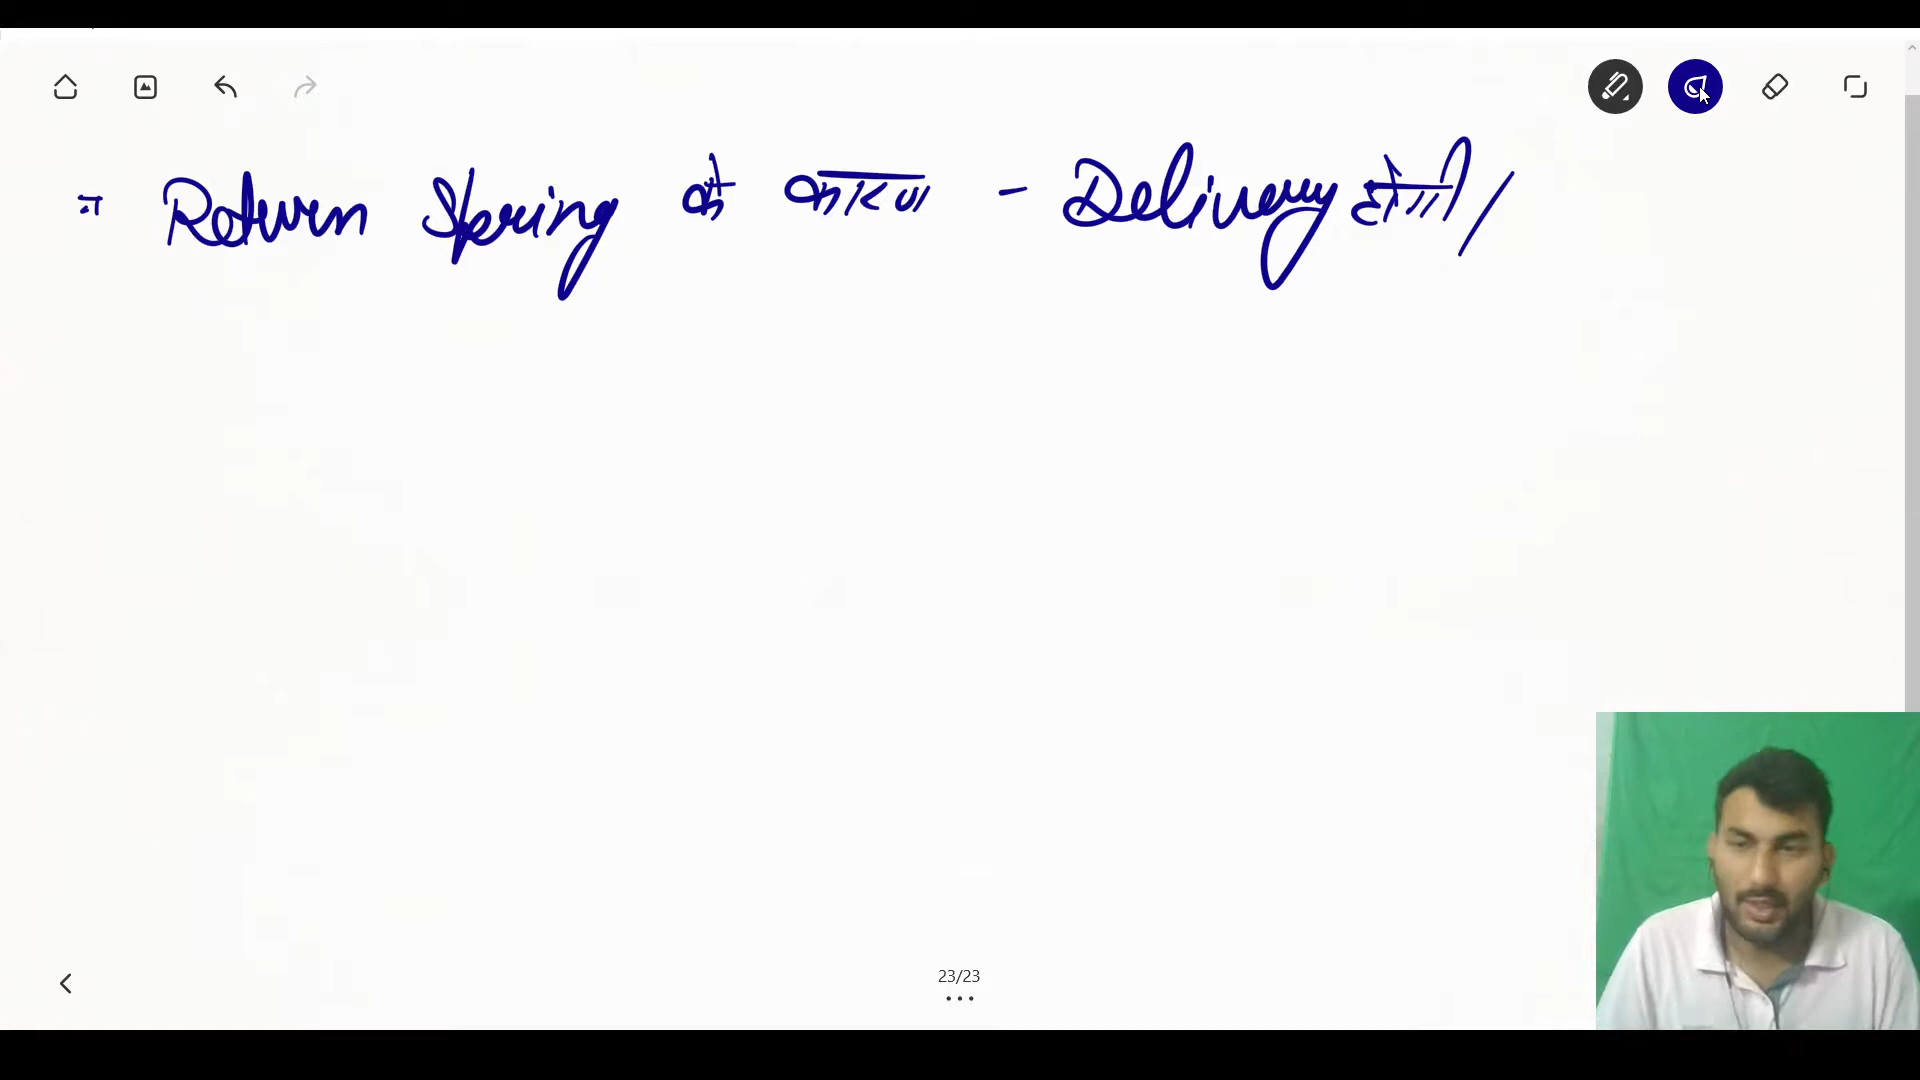 = Return Spring के कारण - Delivery होती /
23/23